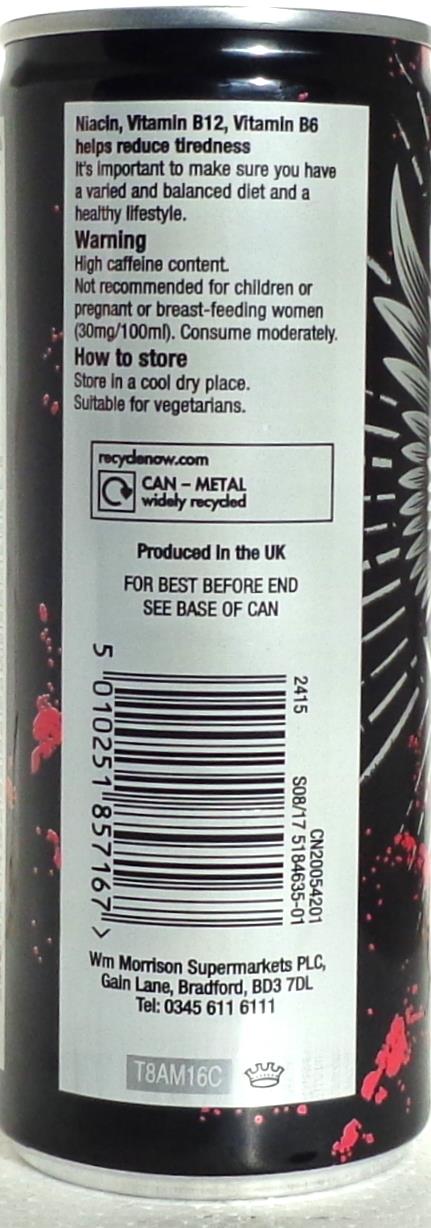 Niacin, Vitamin B12, Vitamin B6
helps reduce tiredness
It's important to make sure you have
a varied and balanced diet and a
healthy lifestyle.
Warning
High caffeine content.
Not recommended for children or
pregnant or breast-feeding women
(30mg/100ml). Consume moderately.
How to store
Store in a cool dry place.
Suitable for vegetarians.
recyclenow.com
CAN - METAL
widely recycled
Produced in the UK
FOR BEST BEFORE END
SEE BASE OF CAN
5 010251 857167 >
2415
S08/17 5184635-01
CN20054201
Wm Morrison Supermarkets PLC,
Gain Lane, Bradford, BD3 7DL
Tel: 0345 611 6111
T8AM16C